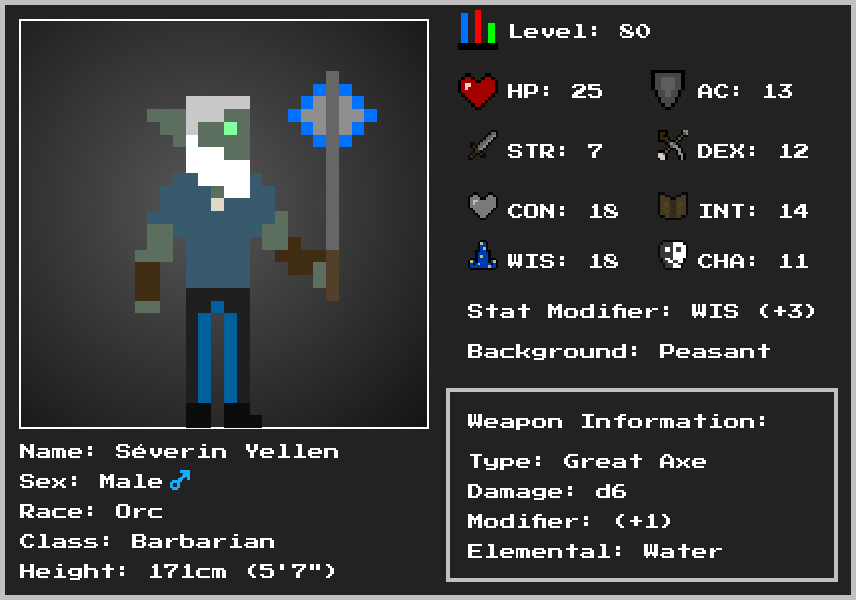 Level: 80
HP: 25 AC: 13
STR: 7 DEX: 12
CON: 18 INT: 14
WIS: 18 CHA: 11
Stat Modifier: WIS (+3)
Background: Peasant
Weapon Information:
Type: Great Axe
Damage: d6
Modifier: (+1)
Elemental: Water
Name: Séverin Yellen
Sex: Male ♂
Race: Orc
Class: Barbarian
Height: 171cm (5'7")